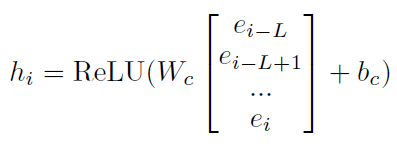 h_i = ReLU(W_c [e_{i-L}
e_{i-L+1}
...
e_i] + b_c)